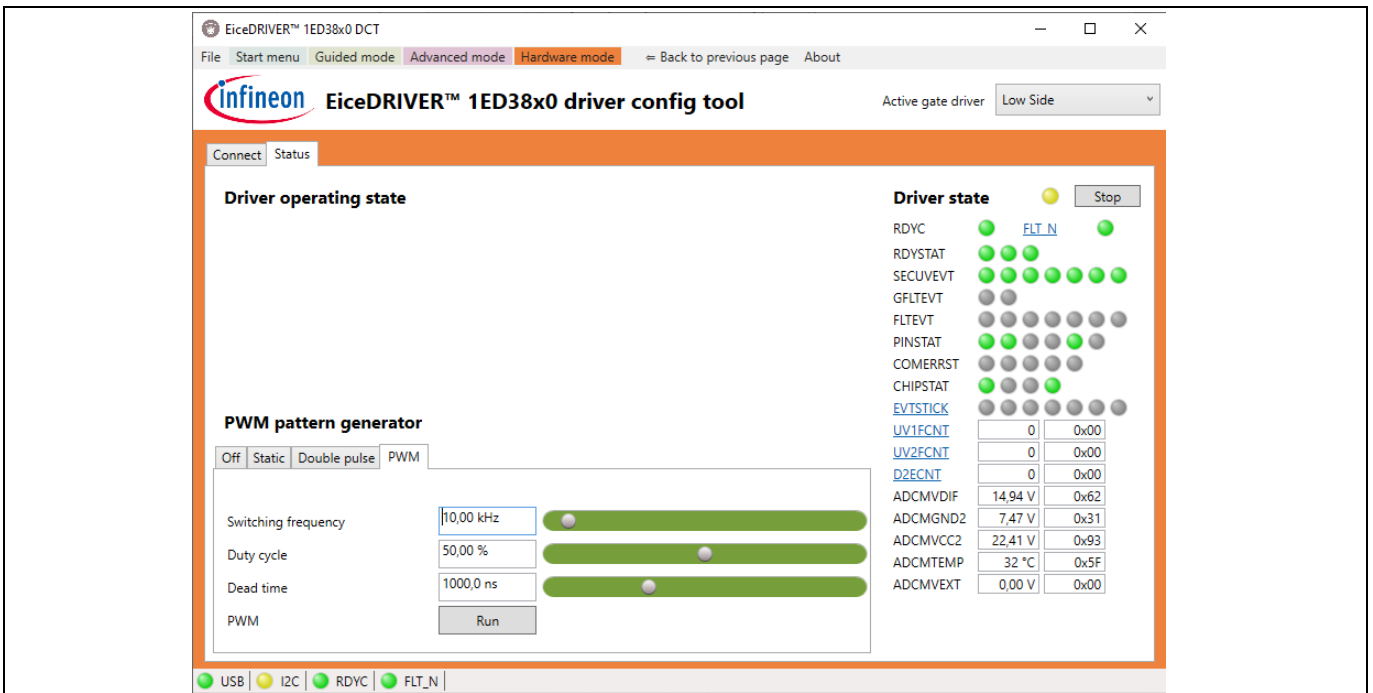 EiceDRIVER™ 1ED38x0 DCT
File Start menu Guided mode Advanced mode Hardware mode ⇐ Back to previous page About
infineon EiceDRIVER™ 1ED38x0 driver config tool Active gate driver Low Side
Connect Status
Driver operating state
Driver state Stop
RDYC FLT_N
RDYSTAT
SECUVEVT
GFLTEVT
FLTEVT
PINSTAT
COMERRST
CHIPSTAT
EVTSTICK
UV1FCNT 0 0x00
UV2FCNT 0 0x00
D2ECNT 0 0x00
ADCMVDIF 14,94 V 0x62
ADCMGND2 7,47 V 0x31
ADCMVCC2 22,41 V 0x93
ADCMTEMP 32 °C 0x5F
ADCMVEXT 0,00 V 0x00
PWM pattern generator
Off Static Double pulse PWM
Switching frequency 10,00 kHz
Duty cycle 50,00 %
Dead time 1000,0 ns
PWM Run
USB I2C RDYC FLT_N